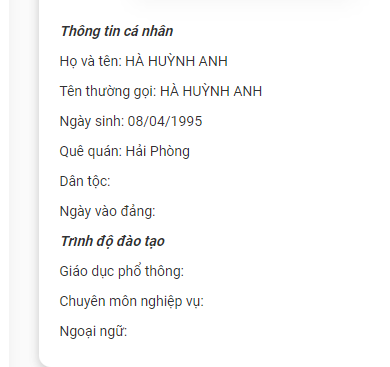 Thông tin cá nhân
Họ và tên: HÀ HUỲNH ANH
Tên thường gọi: HÀ HUỲNH ANH
Ngày sinh: 08/04/1995
Quê quán: Hải Phòng
Dân tộc:
Ngày vào đảng:
Trình độ đào tạo
Giáo dục phổ thông:
Chuyên môn nghiệp vụ:
Ngoại ngữ: